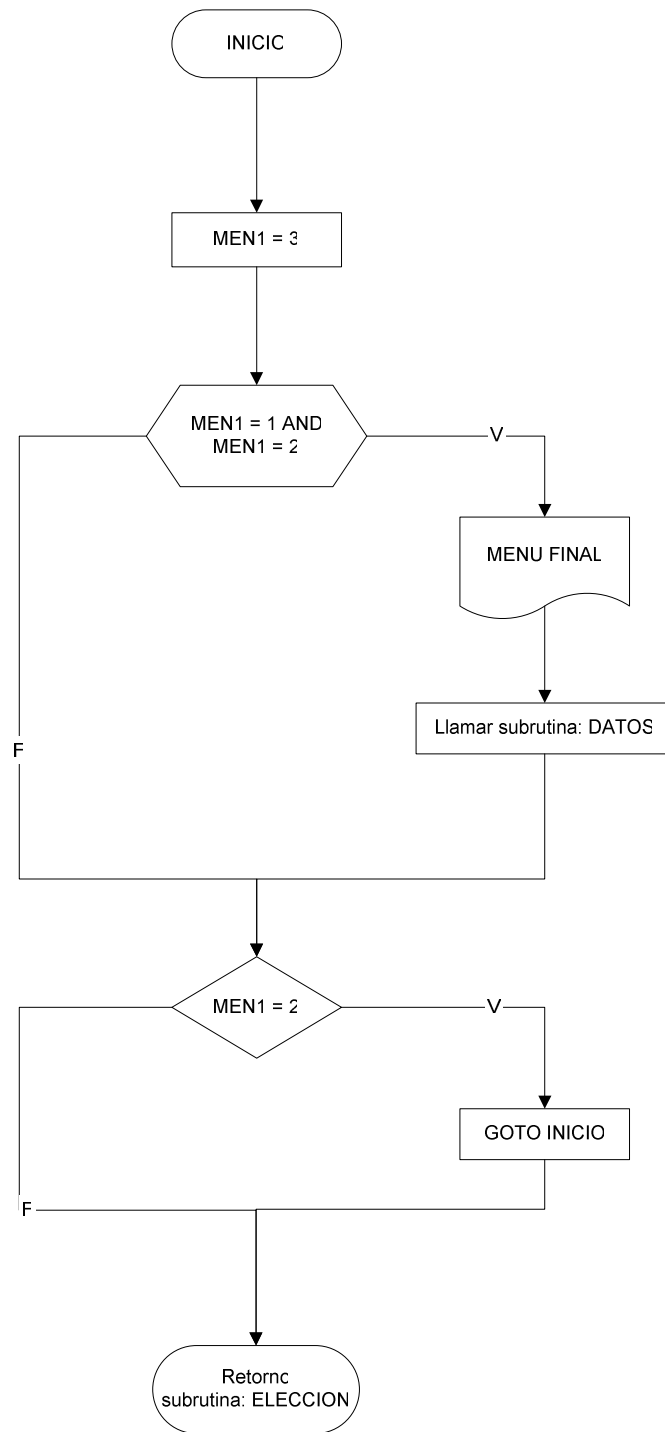 INICIO
MEN1 = 3
MEN1 = 1 AND
MEN1 = 2
V
MENU FINAL
Llamar subrutina: DATOS
F
MEN1 = 2
V
GOTO INICIO
F
Retorno
subrutina: ELECCION